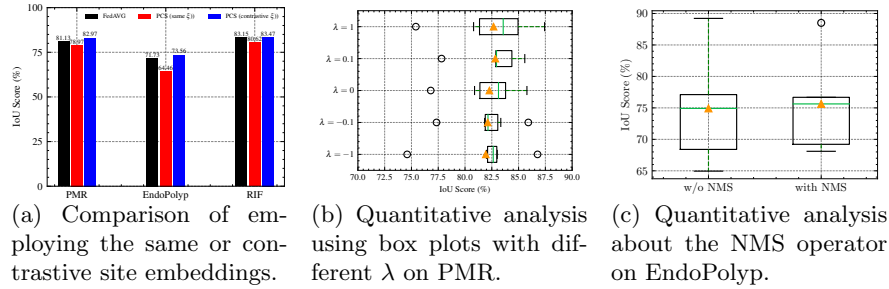 100
75
50
25
0
IoU Score (%)
FedAVG
PCS (same ξ))
PCS (contrastive ξ))
81.13
78.97
82.97
71.73
64.46
73.56
83.15
80.62
83.47
PMR
EndoPolyp
RIF
λ = 1
λ = 0.1
λ = 0
λ = −0.1
λ = −1
70.0
72.5
75.0
77.5
80.0
82.5
85.0
87.5
90.0
IoU Score (%)
90
85
80
75
70
65
IoU Score (%)
w/o NMS
with NMS
(a) Comparison of em-
ploying the same or con-
trastive site embeddings.
(b) Quantitative analysis
using box plots with dif-
ferent λ on PMR.
(c) Quantitative analysis
about the NMS operator
on EndoPolyp.